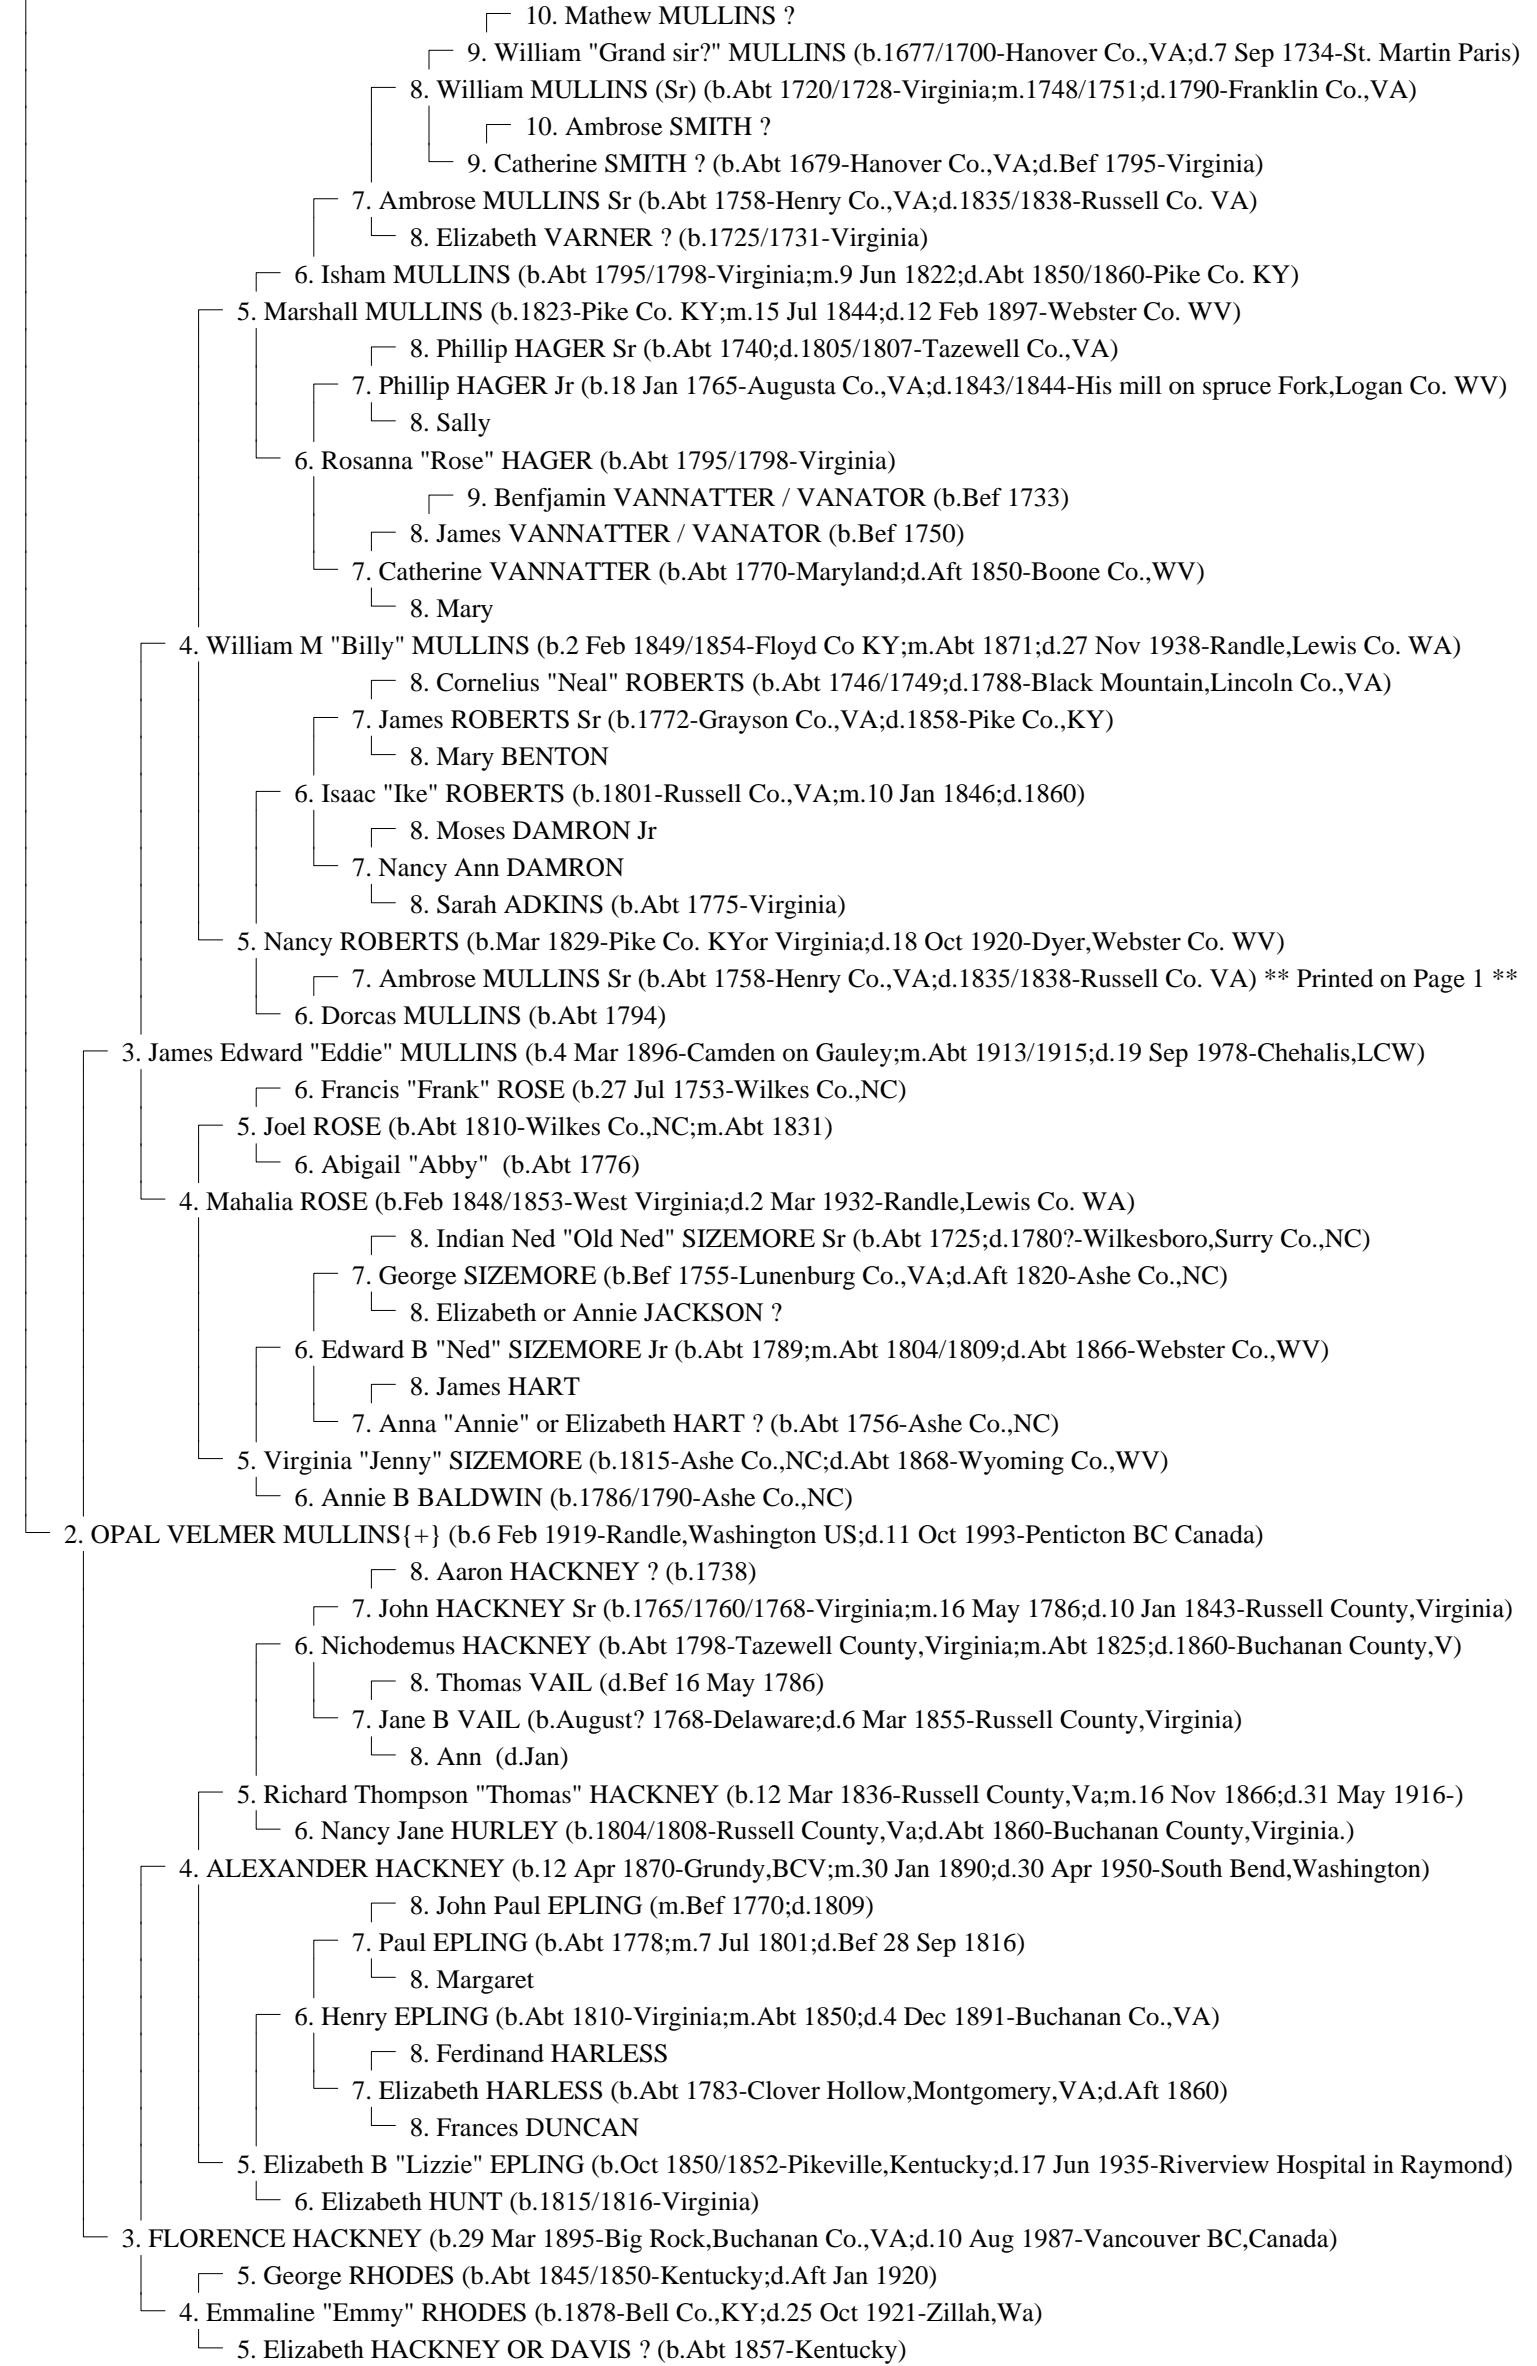 10. Mathew MULLINS ?
9. William "Grand sir?" MULLINS (b.1677/1700-Hanover Co.,VA;d.7 Sep 1734-St. Martin Paris)
8. William MULLINS (Sr) (b.Abt 1720/1728-Virginia;m.1748/1751;d.1790-Franklin Co.,VA)
10. Ambrose SMITH ?
9. Catherine SMITH ? (b.Abt 1679-Hanover Co.,VA;d.Bef 1795-Virginia)
7. Ambrose MULLINS Sr (b.Abt 1758-Henry Co.,VA;d.1835/1838-Russell Co. VA)
8. Elizabeth VARNER ? (b.1725/1731-Virginia)
6. Isham MULLINS (b.Abt 1795/1798-Virginia;m.9 Jun 1822;d.Abt 1850/1860-Pike Co. KY)
5. Marshall MULLINS (b.1823-Pike Co. KY;m.15 Jul 1844;d.12 Feb 1897-Webster Co. WV)
8. Phillip HAGER Sr (b.Abt 1740;d.1805/1807-Tazewell Co.,VA)
7. Phillip HAGER Jr (b.18 Jan 1765-Augusta Co.,VA;d.1843/1844-His mill on spruce Fork,Logan Co. WV)
8. Sally
6. Rosanna "Rose" HAGER (b.Abt 1795/1798-Virginia)
9. Benfjamin VANNATTER / VANATOR (b.Bef 1733)
8. James VANNATTER / VANATOR (b.Bef 1750)
7. Catherine VANNATTER (b.Abt 1770-Maryland;d.Aft 1850-Boone Co.,WV)
8. Mary
4. William M "Billy" MULLINS (b.2 Feb 1849/1854-Floyd Co KY;m.Abt 1871;d.27 Nov 1938-Randle,Lewis Co. WA)
8. Cornelius "Neal" ROBERTS (b.Abt 1746/1749;d.1788-Black Mountain,Lincoln Co.,VA)
7. James ROBERTS Sr (b.1772-Grayson Co.,VA;d.1858-Pike Co.,KY)
8. Mary BENTON
6. Isaac "Ike" ROBERTS (b.1801-Russell Co.,VA;m.10 Jan 1846;d.1860)
8. Moses DAMRON Jr
7. Nancy Ann DAMRON
8. Sarah ADKINS (b.Abt 1775-Virginia)
5. Nancy ROBERTS (b.Mar 1829-Pike Co. KYor Virginia;d.18 Oct 1920-Dyer,Webster Co. WV)
7. Ambrose MULLINS Sr (b.Abt 1758-Henry Co.,VA;d.1835/1838-Russell Co. VA) ** Printed on Page 1 **
6. Dorcas MULLINS (b.Abt 1794)
3. James Edward "Eddie" MULLINS (b.4 Mar 1896-Camden on Gauley;m.Abt 1913/1915;d.19 Sep 1978-Chehalis,LCW)
6. Francis "Frank" ROSE (b.27 Jul 1753-Wilkes Co.,NC)
5. Joel ROSE (b.Abt 1810-Wilkes Co.,NC;m.Abt 1831)
6. Abigail "Abby"  (b.Abt 1776)
4. Mahalia ROSE (b.Feb 1848/1853-West Virginia;d.2 Mar 1932-Randle,Lewis Co. WA)
8. Indian Ned "Old Ned" SIZEMORE Sr (b.Abt 1725;d.1780?-Wilkesboro,Surry Co.,NC)
7. George SIZEMORE (b.Bef 1755-Lunenburg Co.,VA;d.Aft 1820-Ashe Co.,NC)
8. Elizabeth or Annie JACKSON ?
6. Edward B "Ned" SIZEMORE Jr (b.Abt 1789;m.Abt 1804/1809;d.Abt 1866-Webster Co.,WV)
8. James HART
7. Anna "Annie" or Elizabeth HART ? (b.Abt 1756-Ashe Co.,NC)
5. Virginia "Jenny" SIZEMORE (b.1815-Ashe Co.,NC;d.Abt 1868-Wyoming Co.,WV)
6. Annie B BALDWIN (b.1786/1790-Ashe Co.,NC)
2. OPAL VELMER MULLINS{+} (b.6 Feb 1919-Randle,Washington US;d.11 Oct 1993-Penticton BC Canada)
8. Aaron HACKNEY ? (b.1738)
7. John HACKNEY Sr (b.1765/1760/1768-Virginia;m.16 May 1786;d.10 Jan 1843-Russell County,Virginia)
6. Nichodemus HACKNEY (b.Abt 1798-Tazewell County,Virginia;m.Abt 1825;d.1860-Buchanan County,V)
8. Thomas VAIL (d.Bef 16 May 1786)
7. Jane B VAIL (b.August? 1768-Delaware;d.6 Mar 1855-Russell County,Virginia)
8. Ann  (d.Jan)
5. Richard Thompson "Thomas" HACKNEY (b.12 Mar 1836-Russell County,Va;m.16 Nov 1866;d.31 May 1916-)
6. Nancy Jane HURLEY (b.1804/1808-Russell County,Va;d.Abt 1860-Buchanan County,Virginia.)
4. ALEXANDER HACKNEY (b.12 Apr 1870-Grundy,BCV;m.30 Jan 1890;d.30 Apr 1950-South Bend,Washington)
8. John Paul EPLING (m.Bef 1770;d.1809)
7. Paul EPLING (b.Abt 1778;m.7 Jul 1801;d.Bef 28 Sep 1816)
8. Margaret
6. Henry EPLING (b.Abt 1810-Virginia;m.Abt 1850;d.4 Dec 1891-Buchanan Co.,VA)
8. Ferdinand HARLESS
7. Elizabeth HARLESS (b.Abt 1783-Clover Hollow,Montgomery,VA;d.Aft 1860)
8. Frances DUNCAN
5. Elizabeth B "Lizzie" EPLING (b.Oct 1850/1852-Pikeville,Kentucky;d.17 Jun 1935-Riverview Hospital in Raymond)
6. Elizabeth HUNT (b.1815/1816-Virginia)
3. FLORENCE HACKNEY (b.29 Mar 1895-Big Rock,Buchanan Co.,VA;d.10 Aug 1987-Vancouver BC,Canada)
5. George RHODES (b.Abt 1845/1850-Kentucky;d.Aft Jan 1920)
4. Emmaline "Emmy" RHODES (b.1878-Bell Co.,KY;d.25 Oct 1921-Zillah,Wa)
5. Elizabeth HACKNEY OR DAVIS ? (b.Abt 1857-Kentucky)